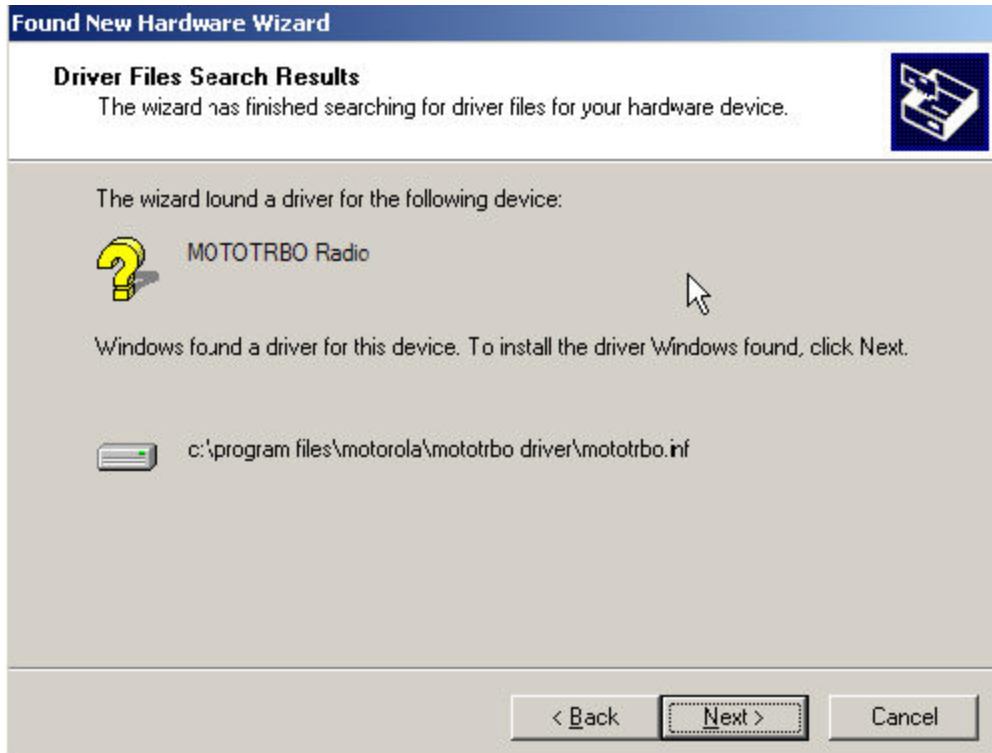 Found New Hardware Wizard
Driver Files Search Results
The wizard has finished searching for driver files for your hardware device.
The wizard found a driver for the following device:
MOTOTRBO Radio
Windows found a driver for this device. To install the driver Windows found, click Next.
c:\program files\motorola\mototrbo driver\mototrbo.inf
< Back Next > Cancel